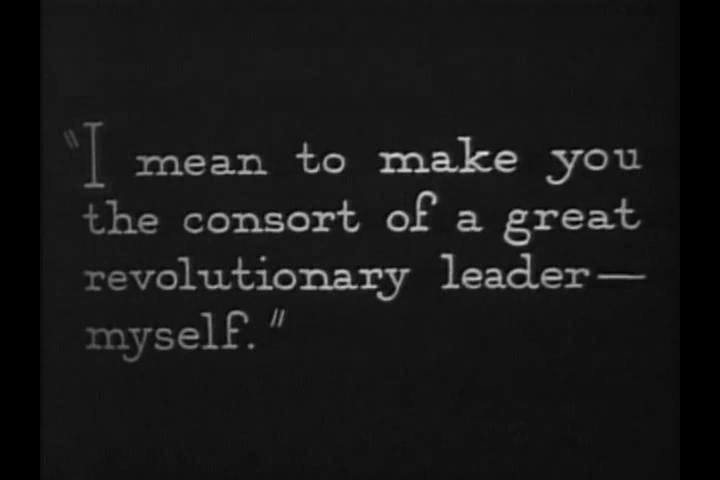 "I mean to make you
the consort of a great
revolutionary leader—
myself."